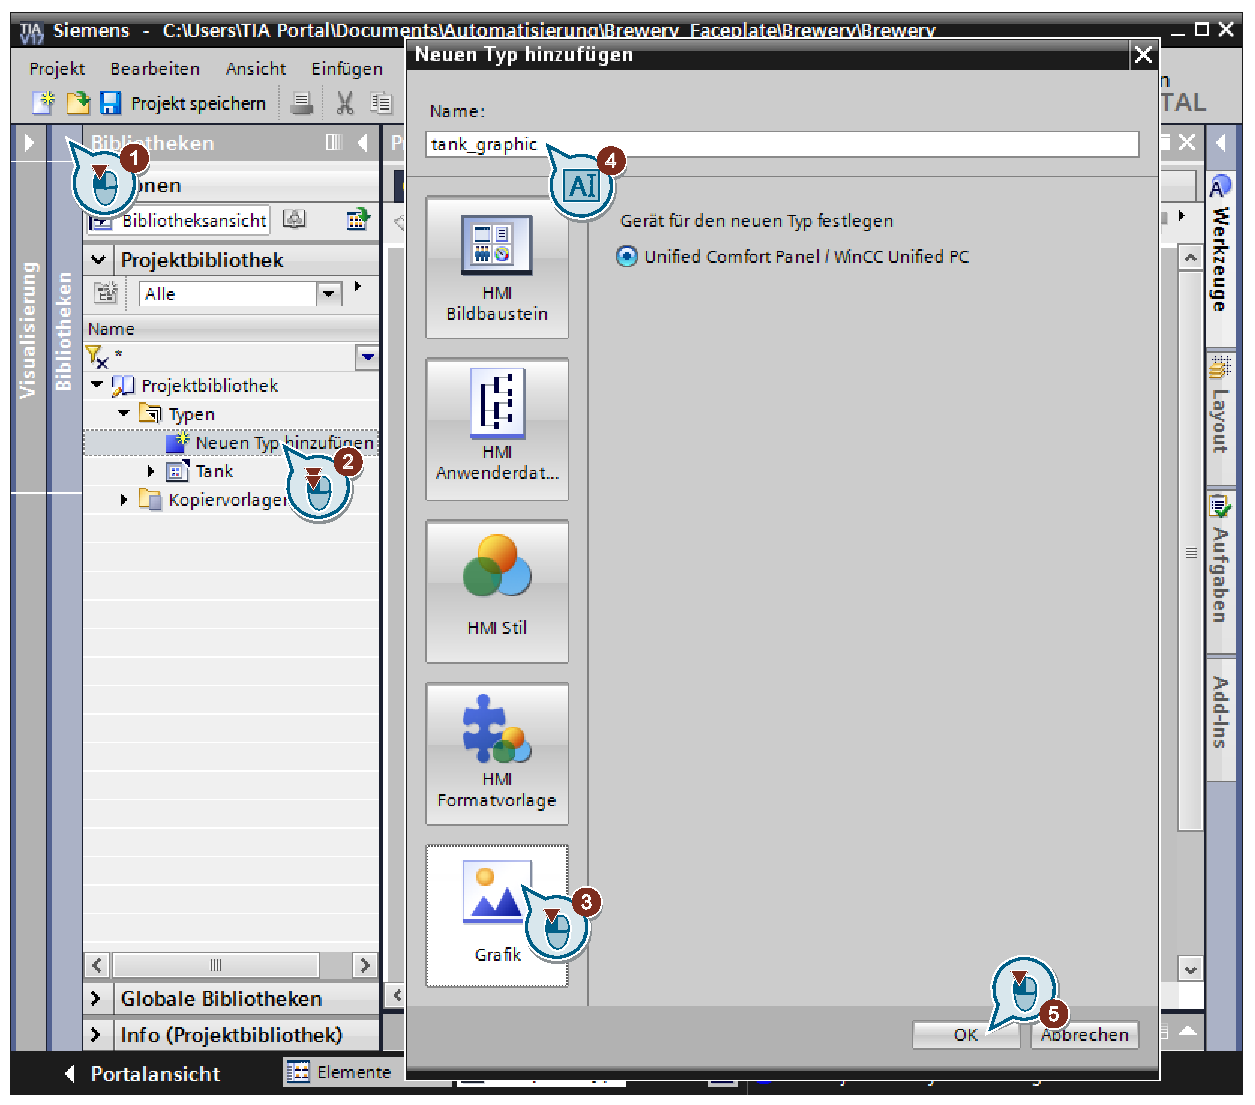 TIA V19 Siemens - C:\Users\TIA Portal\Documents\Automatisierung\Brewery_Faceplate\Brewery\Brewery
Projekt Bearbeiten Ansicht Einfügen
Projekt speichern
TAL
Neuen Typ hinzufügen
Name:
tank_graphic
4
Gerät für den neuen Typ festlegen
Unified Comfort Panel / WinCC Unified PC
HMI
Bildbaustein
HMI
Anwenderdat...
HMI Stil
HMI
Formatvorlage
Grafik
3
5
OK
Abbrechen
Visualisierung
Bibliotheken
Bibliotheken
1
onen
Bibliotheksansicht
Projektbibliothek
Alle
Name
*
Projektbibliothek
Typen
Neuen Typ hinzufügen
2
Tank
Kopiervorlagen
Globale Bibliotheken
Info (Projektbibliothek)
Werkzeuge
Layout
Aufgaben
Add-Ins
Portalansicht
Elemente